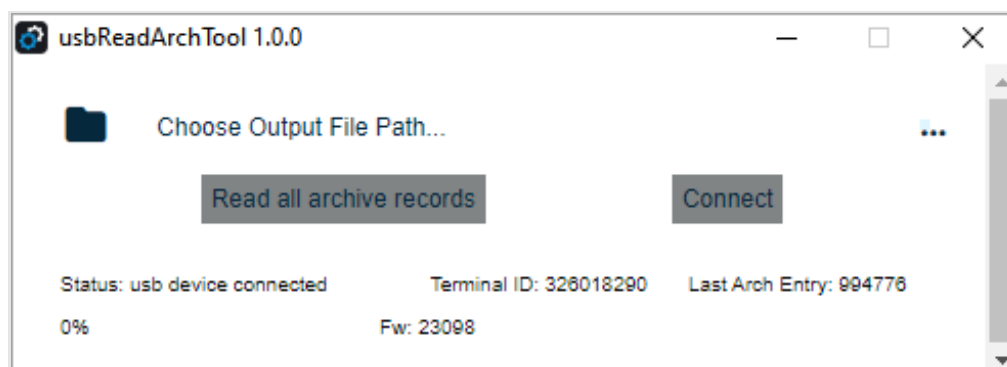 usbReadArchTool 1.0.0
Choose Output File Path...
...
Read all archive records Connect
Status: usb device connected Terminal ID: 326018290 Last Arch Entry: 994776
0% Fw: 23098